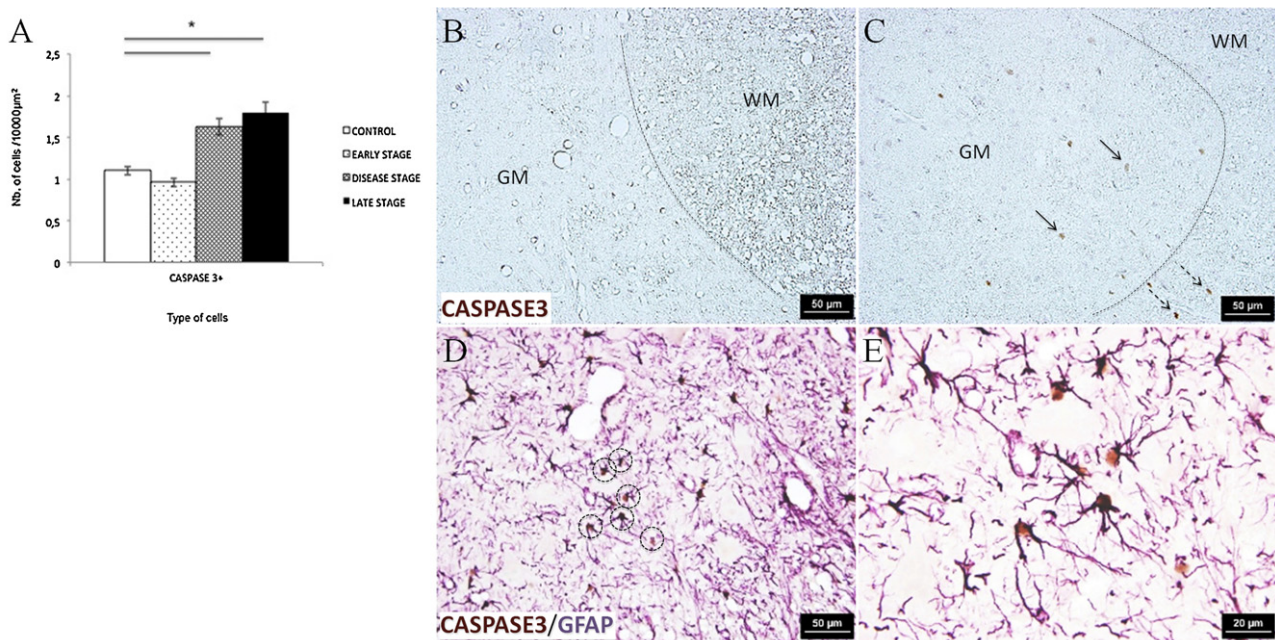 A
*
2,5
2
1,5
1
0,5
0
Nb. of cells /10000µm²
CASPASE 3+
Type of cells
CONTROL
EARLY STAGE
DISEASE STAGE
LATE STAGE
B
GM
WM
CASPASE3
50 µm
C
WM
GM
50 µm
D
CASPASE3/GFAP
50 µm
E
20 µm